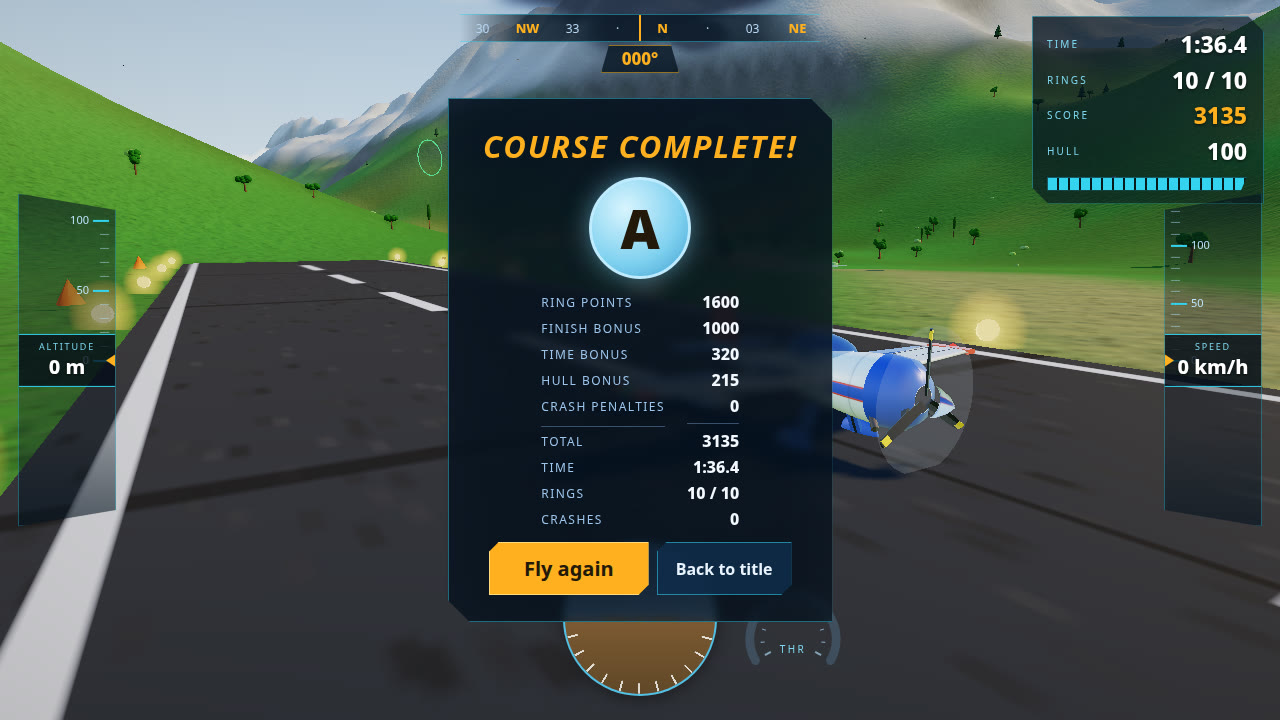 30 NW 33 · N · 03 NE
000°
TIME 1:36.4
RINGS 10 / 10
SCORE 3135
HULL 100
COURSE COMPLETE!
A
RING POINTS 1600
FINISH BONUS 1000
TIME BONUS 320
HULL BONUS 215
CRASH PENALTIES 0
TOTAL 3135
TIME 1:36.4
RINGS 10 / 10
CRASHES 0
Fly again
Back to title
100
50
0
ALTITUDE
0 m
100
50
SPEED
0 km/h
THR